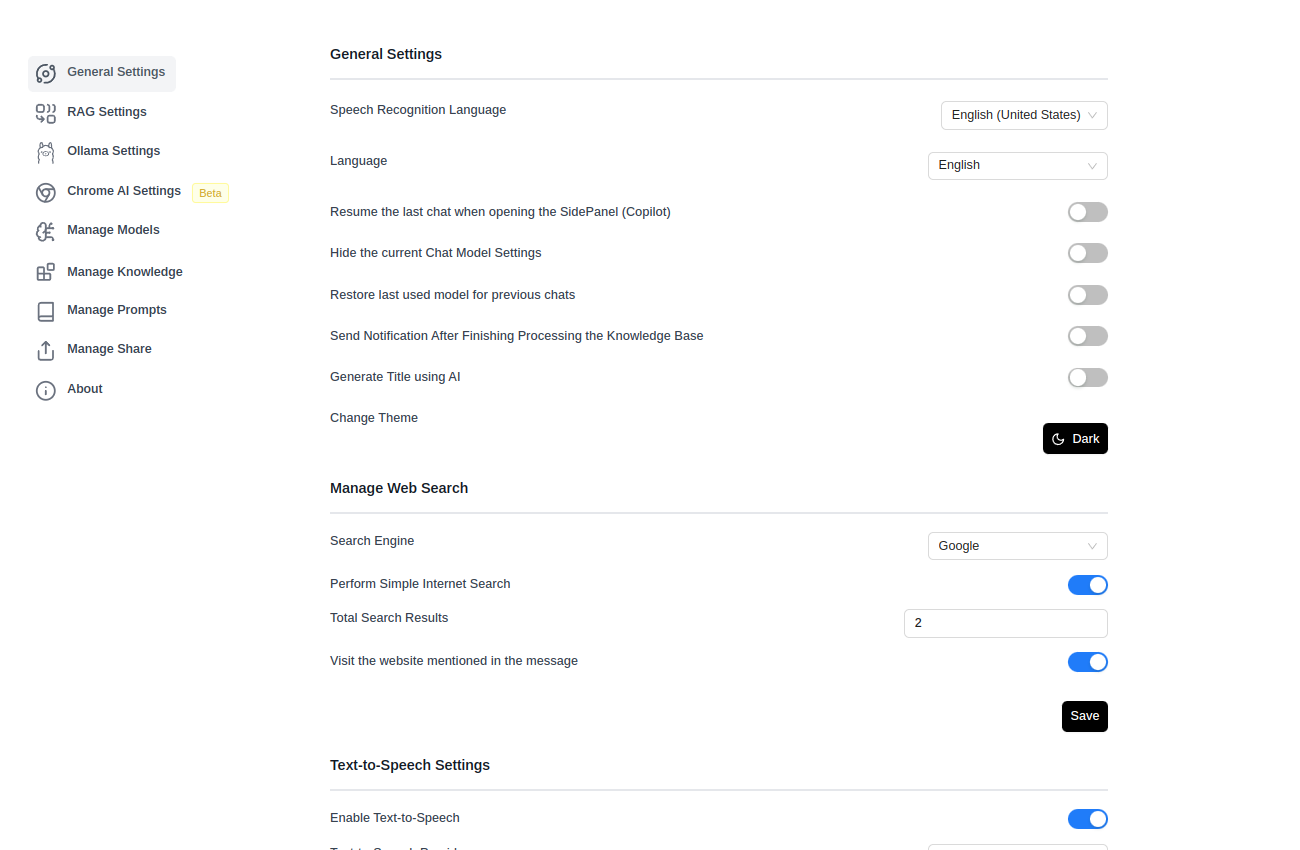 General Settings
RAG Settings
Ollama Settings
Chrome AI Settings Beta
Manage Models
Manage Knowledge
Manage Prompts
Manage Share
About
General Settings
Speech Recognition Language English (United States)
Language English
Resume the last chat when opening the SidePanel (Copilot)
Hide the current Chat Model Settings
Restore last used model for previous chats
Send Notification After Finishing Processing the Knowledge Base
Generate Title using AI
Change Theme Dark
Manage Web Search
Search Engine Google
Perform Simple Internet Search
Total Search Results 2
Visit the website mentioned in the message
Save
Text-to-Speech Settings
Enable Text-to-Speech